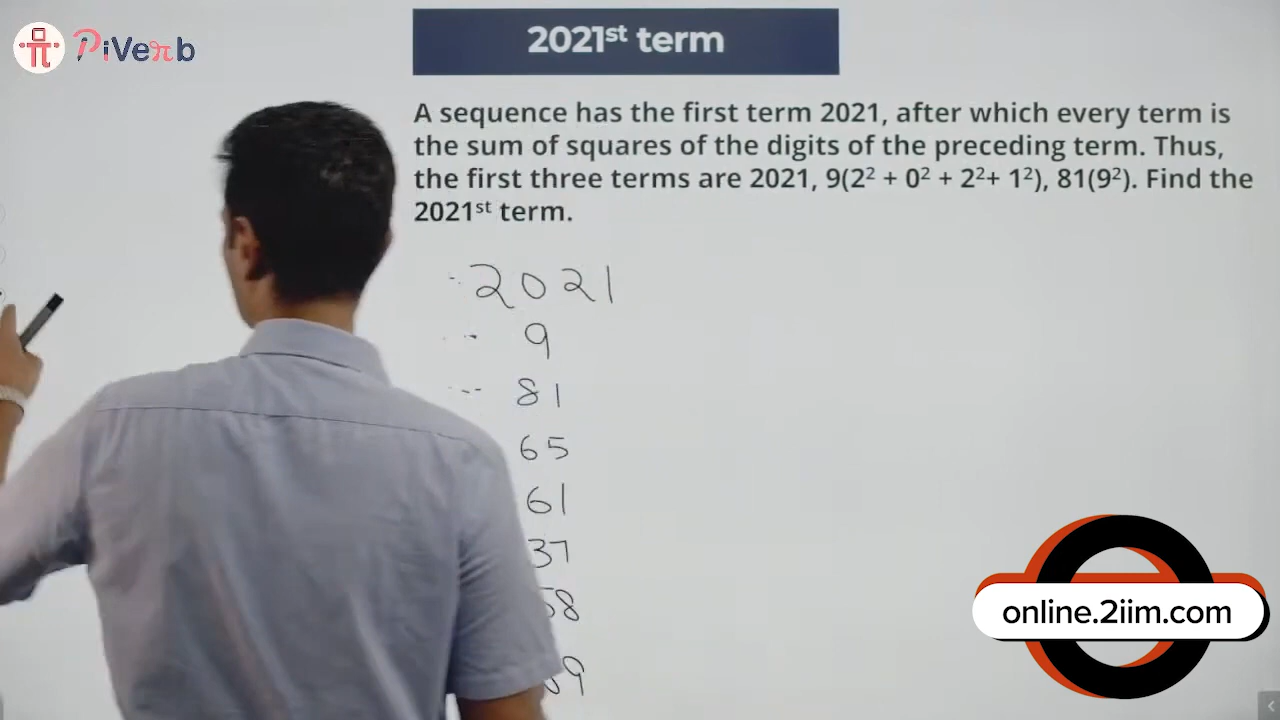 PiVerb
2021st term
A sequence has the first term 2021, after which every term is
the sum of squares of the digits of the preceding term. Thus,
the first three terms are 2021, 9(2² + 0² + 2²+ 1²), 81(9²). Find the
2021ˢᵗ term.
2021
9
81
65
61
37
58
9
online.2iim.com